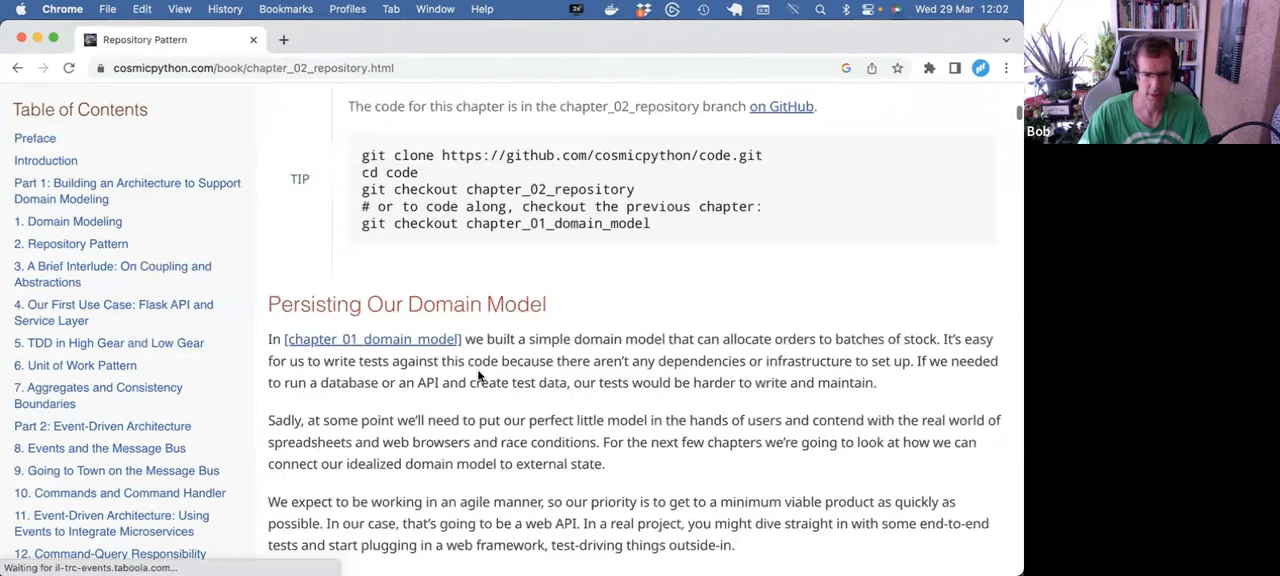 Chrome File Edit View History Bookmarks Profiles Tab Window Help 2x Wed 29 Mar 12:02
Repository Pattern
cosmicpython.com/book/chapter_02_repository.html
Table of Contents
Preface
Introduction
Part 1: Building an Architecture to Support
Domain Modeling
1. Domain Modeling
2. Repository Pattern
3. A Brief Interlude: On Coupling and
Abstractions
4. Our First Use Case: Flask API and
Service Layer
5. TDD in High Gear and Low Gear
6. Unit of Work Pattern
7. Aggregates and Consistency
Boundaries
Part 2: Event-Driven Architecture
8. Events and the Message Bus
9. Going to Town on the Message Bus
10. Commands and Command Handler
11. Event-Driven Architecture: Using
Events to Integrate Microservices
12. Command-Query Responsibility
Waiting for il-trc-events.taboola.com...
The code for this chapter is in the chapter_02_repository branch on GitHub.
TIP
git clone https://github.com/cosmicpython/code.git
cd code
git checkout chapter_02_repository
# or to code along, checkout the previous chapter:
git checkout chapter_01_domain_model
Persisting Our Domain Model
In [chapter_01_domain_model] we built a simple domain model that can allocate orders to batches of stock. It's easy
for us to write tests against this code because there aren't any dependencies or infrastructure to set up. If we needed
to run a database or an API and create test data, our tests would be harder to write and maintain.
Sadly, at some point we'll need to put our perfect little model in the hands of users and contend with the real world of
spreadsheets and web browsers and race conditions. For the next few chapters we're going to look at how we can
connect our idealized domain model to external state.
We expect to be working in an agile manner, so our priority is to get to a minimum viable product as quickly as
possible. In our case, that's going to be a web API. In a real project, you might dive straight in with some end-to-end
tests and start plugging in a web framework, test-driving things outside-in.
Bob